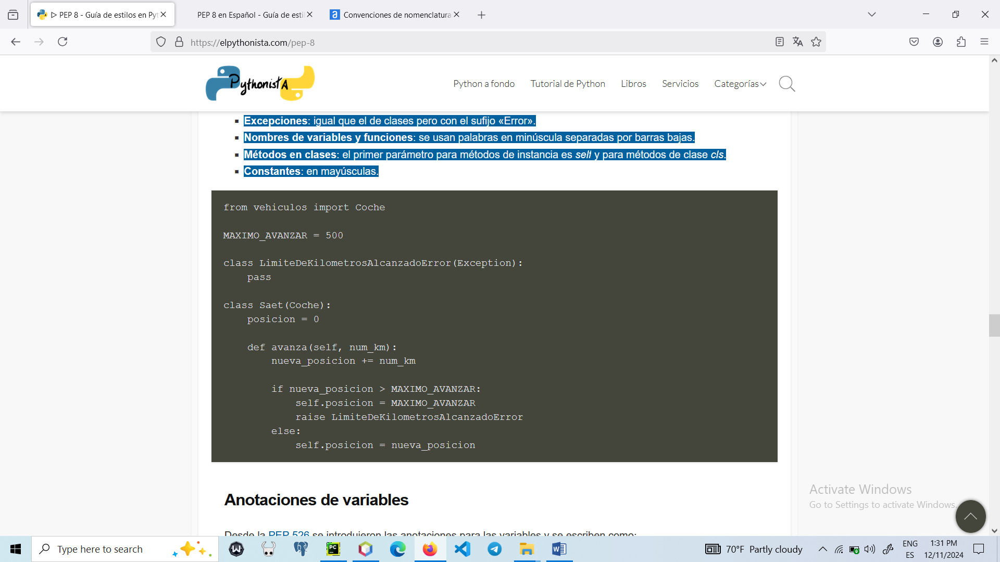 ▷ PEP 8 - Guía de estilos en Pyt
PEP 8 en Español - Guía de esti
Convenciones de nomenclatura
https://elpythonista.com/pep-8
PythonistA
Python a fondo
Tutorial de Python
Libros
Servicios
Categorías
Excepciones: igual que el de clases pero con el sufijo «Error».
Nombres de variables y funciones: se usan palabras en minúscula separadas por barras bajas.
Métodos en clases: el primer parámetro para métodos de instancia es self y para métodos de clase cls.
Constantes: en mayúsculas.
from vehiculos import Coche
MAXIMO_AVANZAR = 500
class LimiteDeKilometrosAlcanzadoError(Exception):
    pass
class Saet(Coche):
    posicion = 0
    def avanza(self, num_km):
        nueva_posicion += num_km
        if nueva_posicion > MAXIMO_AVANZAR:
            self.posicion = MAXIMO_AVANZAR
            raise LimiteDeKilometrosAlcanzadoError
        else:
            self.posicion = nueva_posicion
Anotaciones de variables
Desde la PEP 526 se introdujeron las anotaciones para las variables y se escriben como:
Activate Windows
Go to Settings to activate Windows.
Type here to search
PC
70°F Partly cloudy
ENG
ES
1:31 PM
12/11/2024